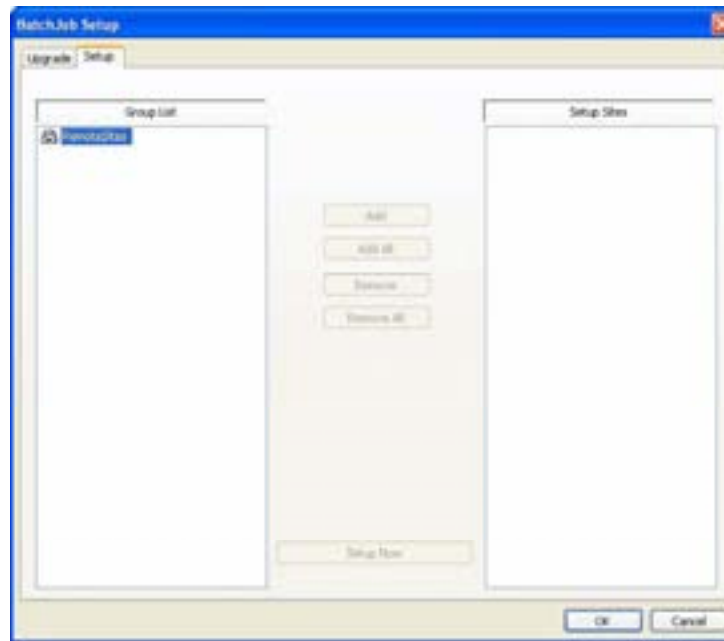 BatchJob Setup
Upgrade Setup
Group List
Setup Sites
RemoteSites
Add
Add All
Remove
Remove All
Setup Now
OK Cancel